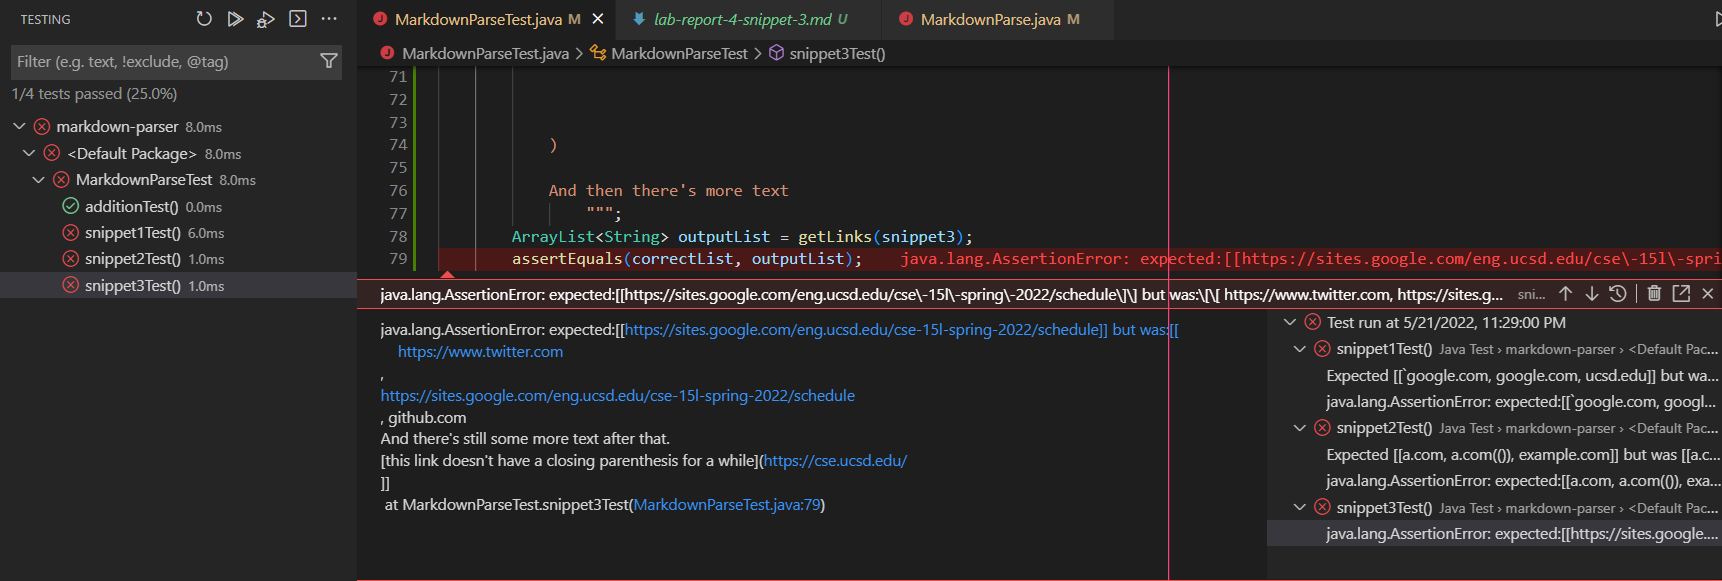 TESTING
Filter (e.g. text, !exclude, @tag)
1/4 tests passed (25.0%)
markdown-parser 8.0ms
<Default Package> 8.0ms
MarkdownParseTest 8.0ms
additionTest() 0.0ms
snippet1Test() 6.0ms
snippet2Test() 1.0ms
snippet3Test() 1.0ms
J MarkdownParseTest.java M
lab-report-4-snippet-3.md U
J MarkdownParse.java M
J MarkdownParseTest.java > MarkdownParseTest > snippet3Test()
71
72
73
74 )
75
76 And then there's more text
77 """;
78 ArrayList<String> outputList = getLinks(snippet3);
79 assertEquals(correctList, outputList); java.lang.AssertionError: expected:[[https://sites.google.com/eng.ucsd.edu/cse\-15l\-spri
java.lang.AssertionError: expected:[[https://sites.google.com/eng.ucsd.edu/cse\-15l\-spring\-2022/schedule\]\] but was:\[\[ https://www.twitter.com, https://sites.g... sni...
java.lang.AssertionError: expected:[[https://sites.google.com/eng.ucsd.edu/cse-15l-spring-2022/schedule]] but was:[[
https://www.twitter.com
,
https://sites.google.com/eng.ucsd.edu/cse-15l-spring-2022/schedule
, github.com
And there's still some more text after that.
[this link doesn't have a closing parenthesis for a while](https://cse.ucsd.edu/
]]
at MarkdownParseTest.snippet3Test(MarkdownParseTest.java:79)
Test run at 5/21/2022, 11:29:00 PM
snippet1Test() Java Test › markdown-parser › <Default Pac...
Expected [[`google.com, google.com, ucsd.edu]] but wa...
java.lang.AssertionError: expected:[[`google.com, googl...
snippet2Test() Java Test › markdown-parser › <Default Pac...
Expected [[a.com, a.com(()), example.com]] but was [[a.c...
java.lang.AssertionError: expected:[[a.com, a.com(()), exa...
snippet3Test() Java Test › markdown-parser › <Default Pac...
java.lang.AssertionError: expected:[[https://sites.google....